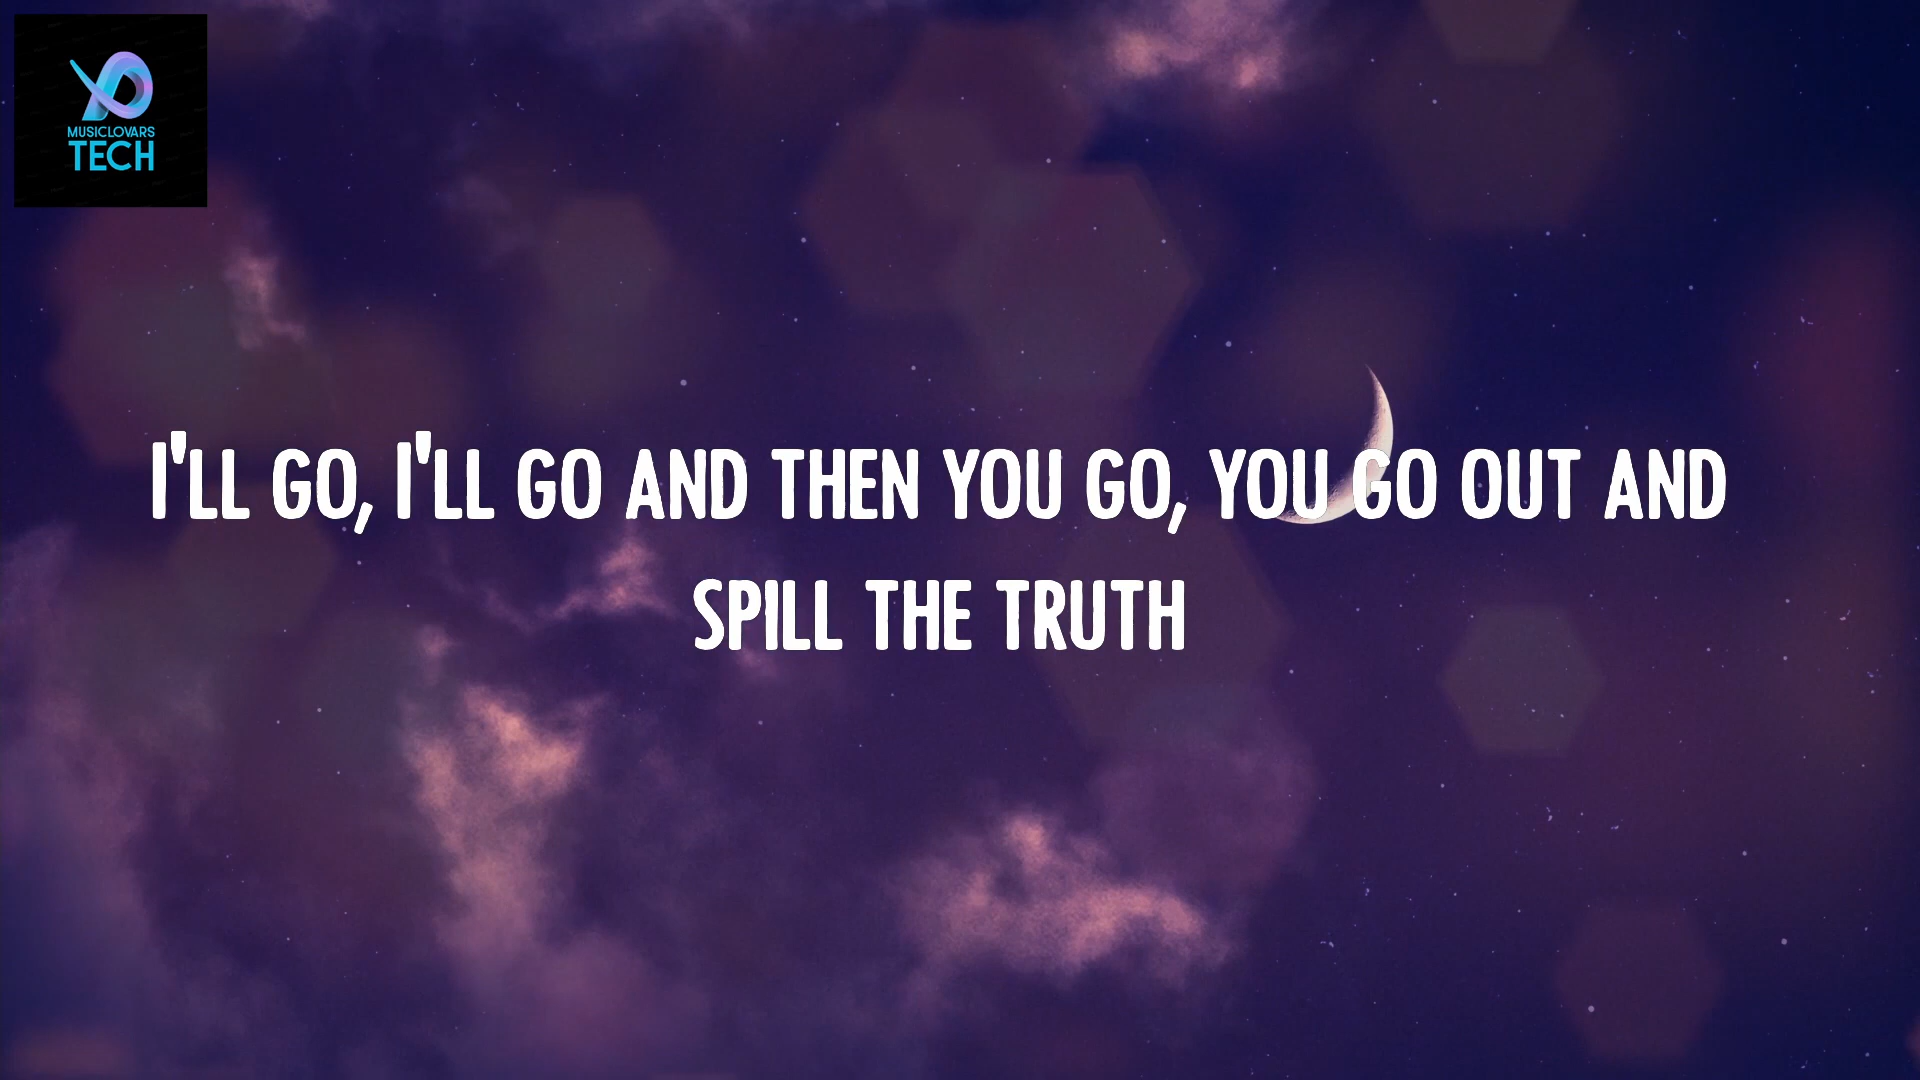 MUSICLOVARS
TECH
I'LL GO, I'LL GO AND THEN YOU GO, YOU GO OUT AND
SPILL THE TRUTH